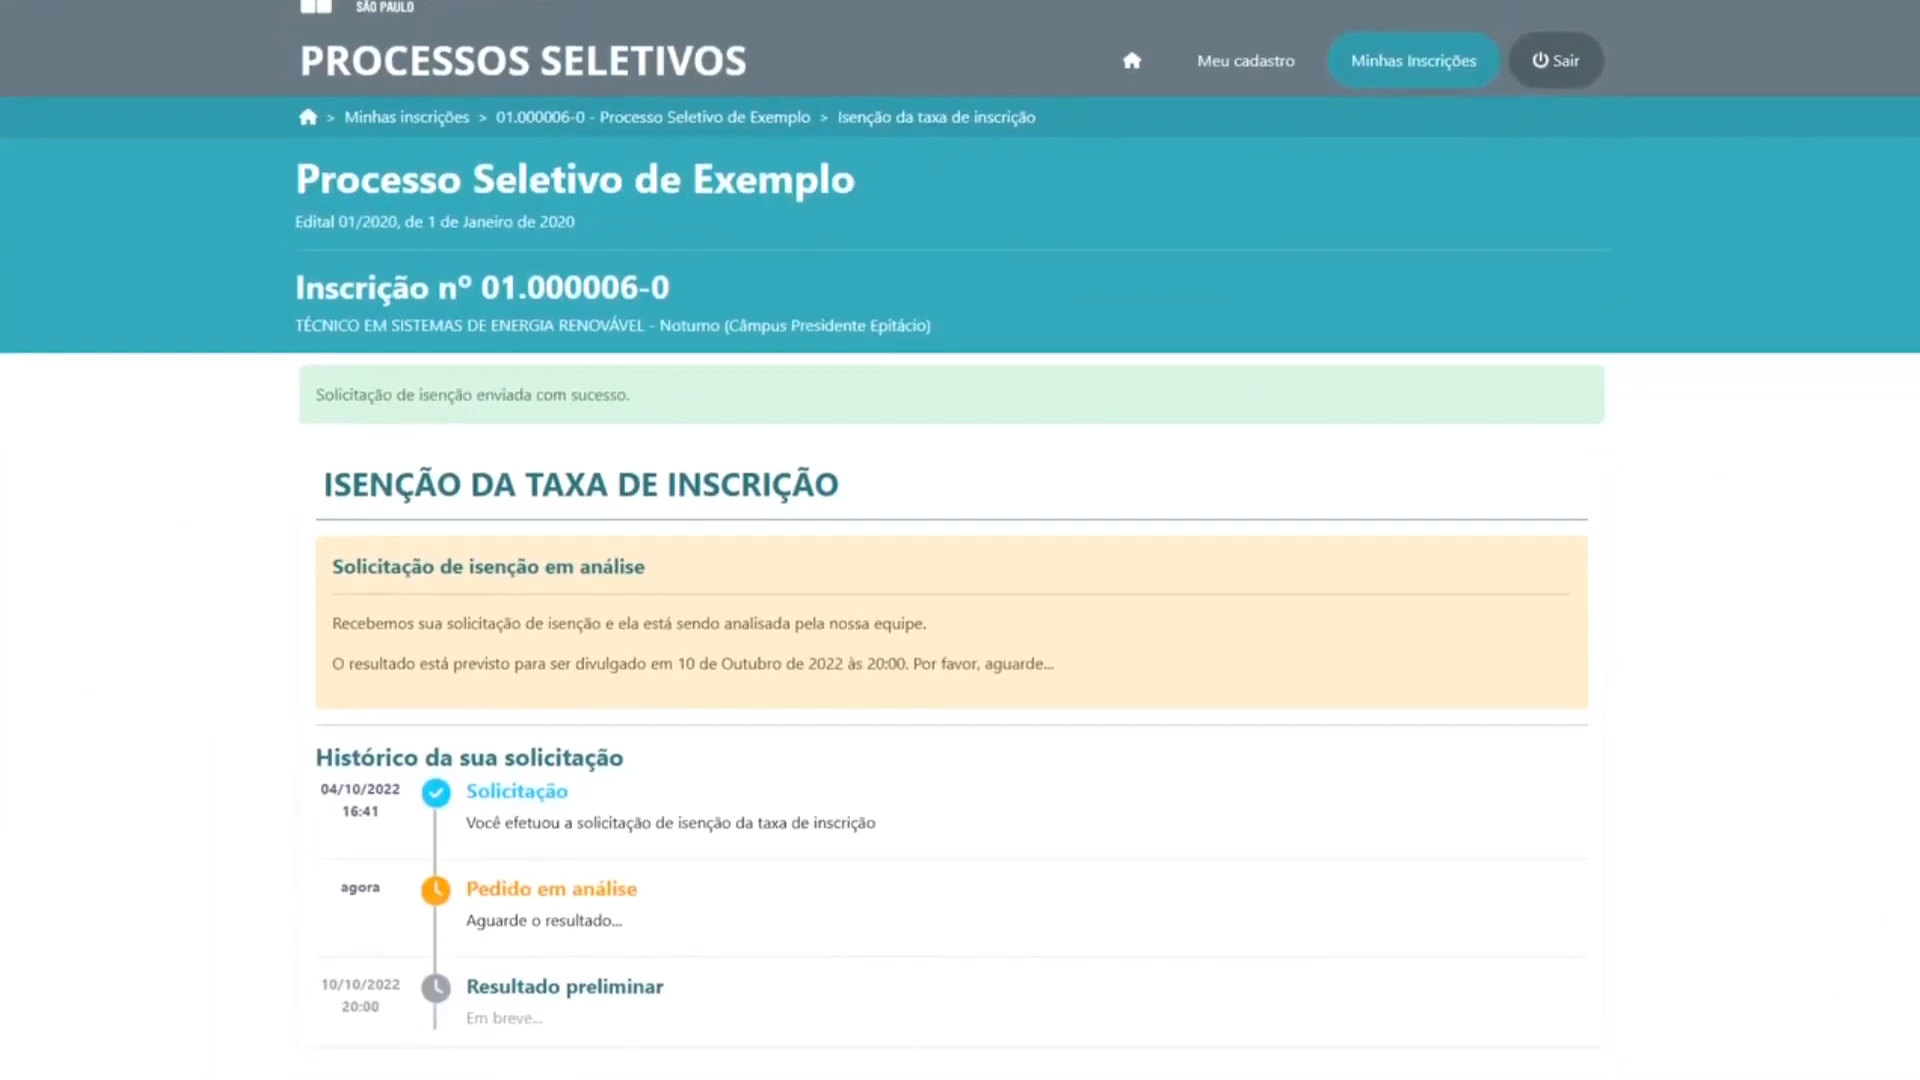 SÃO PAULO
PROCESSOS SELETIVOS
Meu cadastro
Minhas Inscrições
Sair
> Minhas inscrições > 01.000006-0 - Processo Seletivo de Exemplo > Isenção da taxa de inscrição
Processo Seletivo de Exemplo
Edital 01/2020, de 1 de Janeiro de 2020
Inscrição nº 01.000006-0
TÉCNICO EM SISTEMAS DE ENERGIA RENOVÁVEL - Noturno (Câmpus Presidente Epitácio)
Solicitação de isenção enviada com sucesso.
ISENÇÃO DA TAXA DE INSCRIÇÃO
Solicitação de isenção em análise
Recebemos sua solicitação de isenção e ela está sendo analisada pela nossa equipe.
O resultado está previsto para ser divulgado em 10 de Outubro de 2022 às 20:00. Por favor, aguarde...
Histórico da sua solicitação
04/10/2022
16:41
Solicitação
Você efetuou a solicitação de isenção da taxa de inscrição
agora
Pedido em análise
Aguarde o resultado...
10/10/2022
20:00
Resultado preliminar
Em breve...